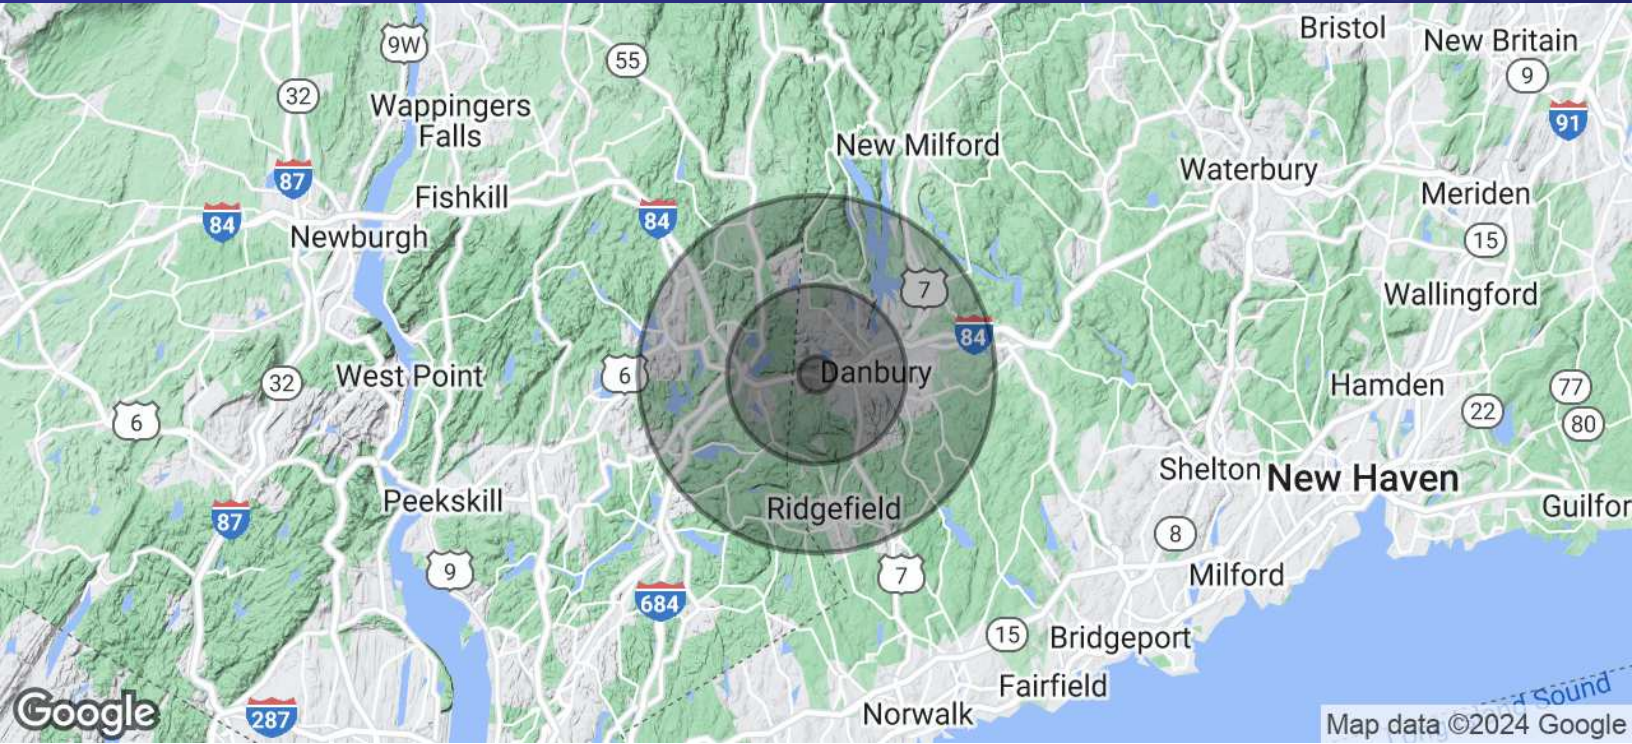 Bristol
New Britain
9W
55
9
32
Wappingers
Falls
91
New Milford
87
Waterbury
Meriden
Fishkill
84
84
Newburgh
15
7
Wallingford
84
6
West Point
Danbury
32
Hamden
77
22
6
80
Shelton
New Haven
Peekskill
Ridgefield
Guilfor
87
8
9
7
Milford
684
15
Bridgeport
Fairfield
Sound
Google
287
Norwalk
Map data ©2024 Google